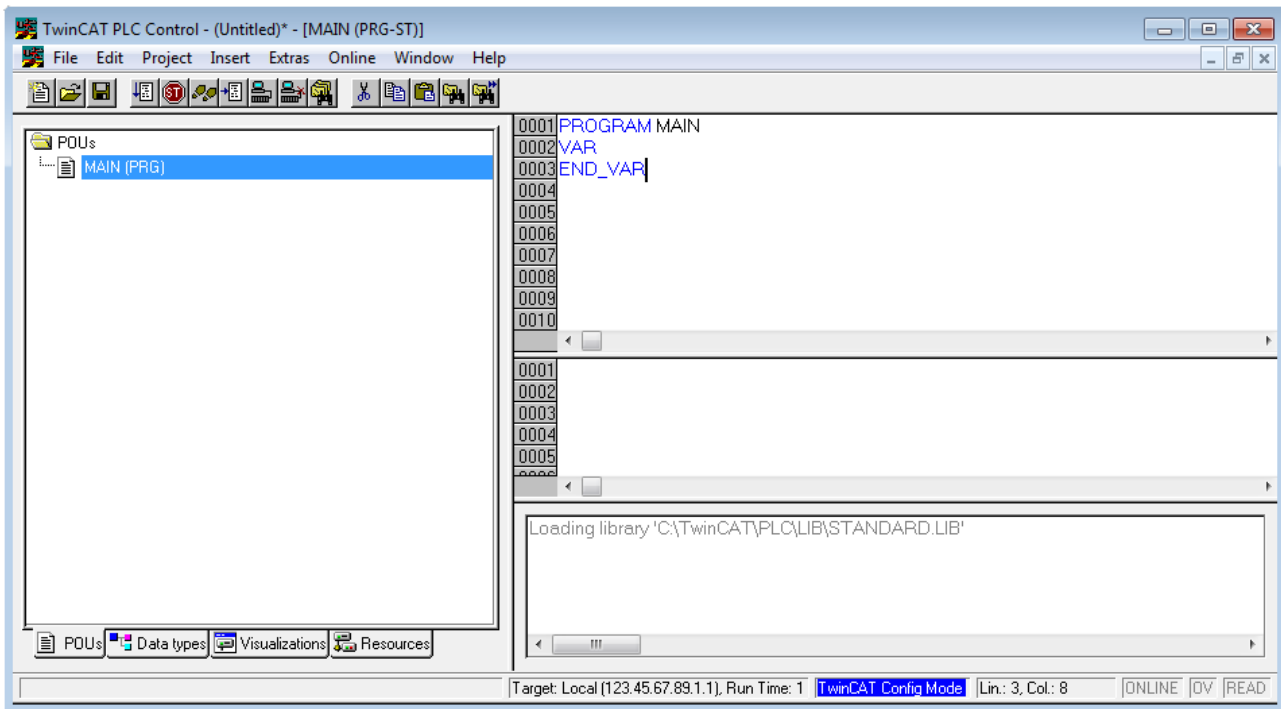 TwinCAT PLC Control - (Untitled)* - [MAIN (PRG-ST)]
File Edit Project Insert Extras Online Window Help
POUs
MAIN (PRG)
0001 PROGRAM MAIN
0002 VAR
0003 END_VAR
0004
0005
0006
0007
0008
0009
0010
0001
0002
0003
0004
0005
Loading library 'C:\TwinCAT\PLC\LIB\STANDARD.LIB'
POUs Data types Visualizations Resources
Target: Local (123.45.67.89.1.1), Run Time: 1 TwinCAT Config Mode Lin.: 3, Col.: 8 ONLINE OV READ